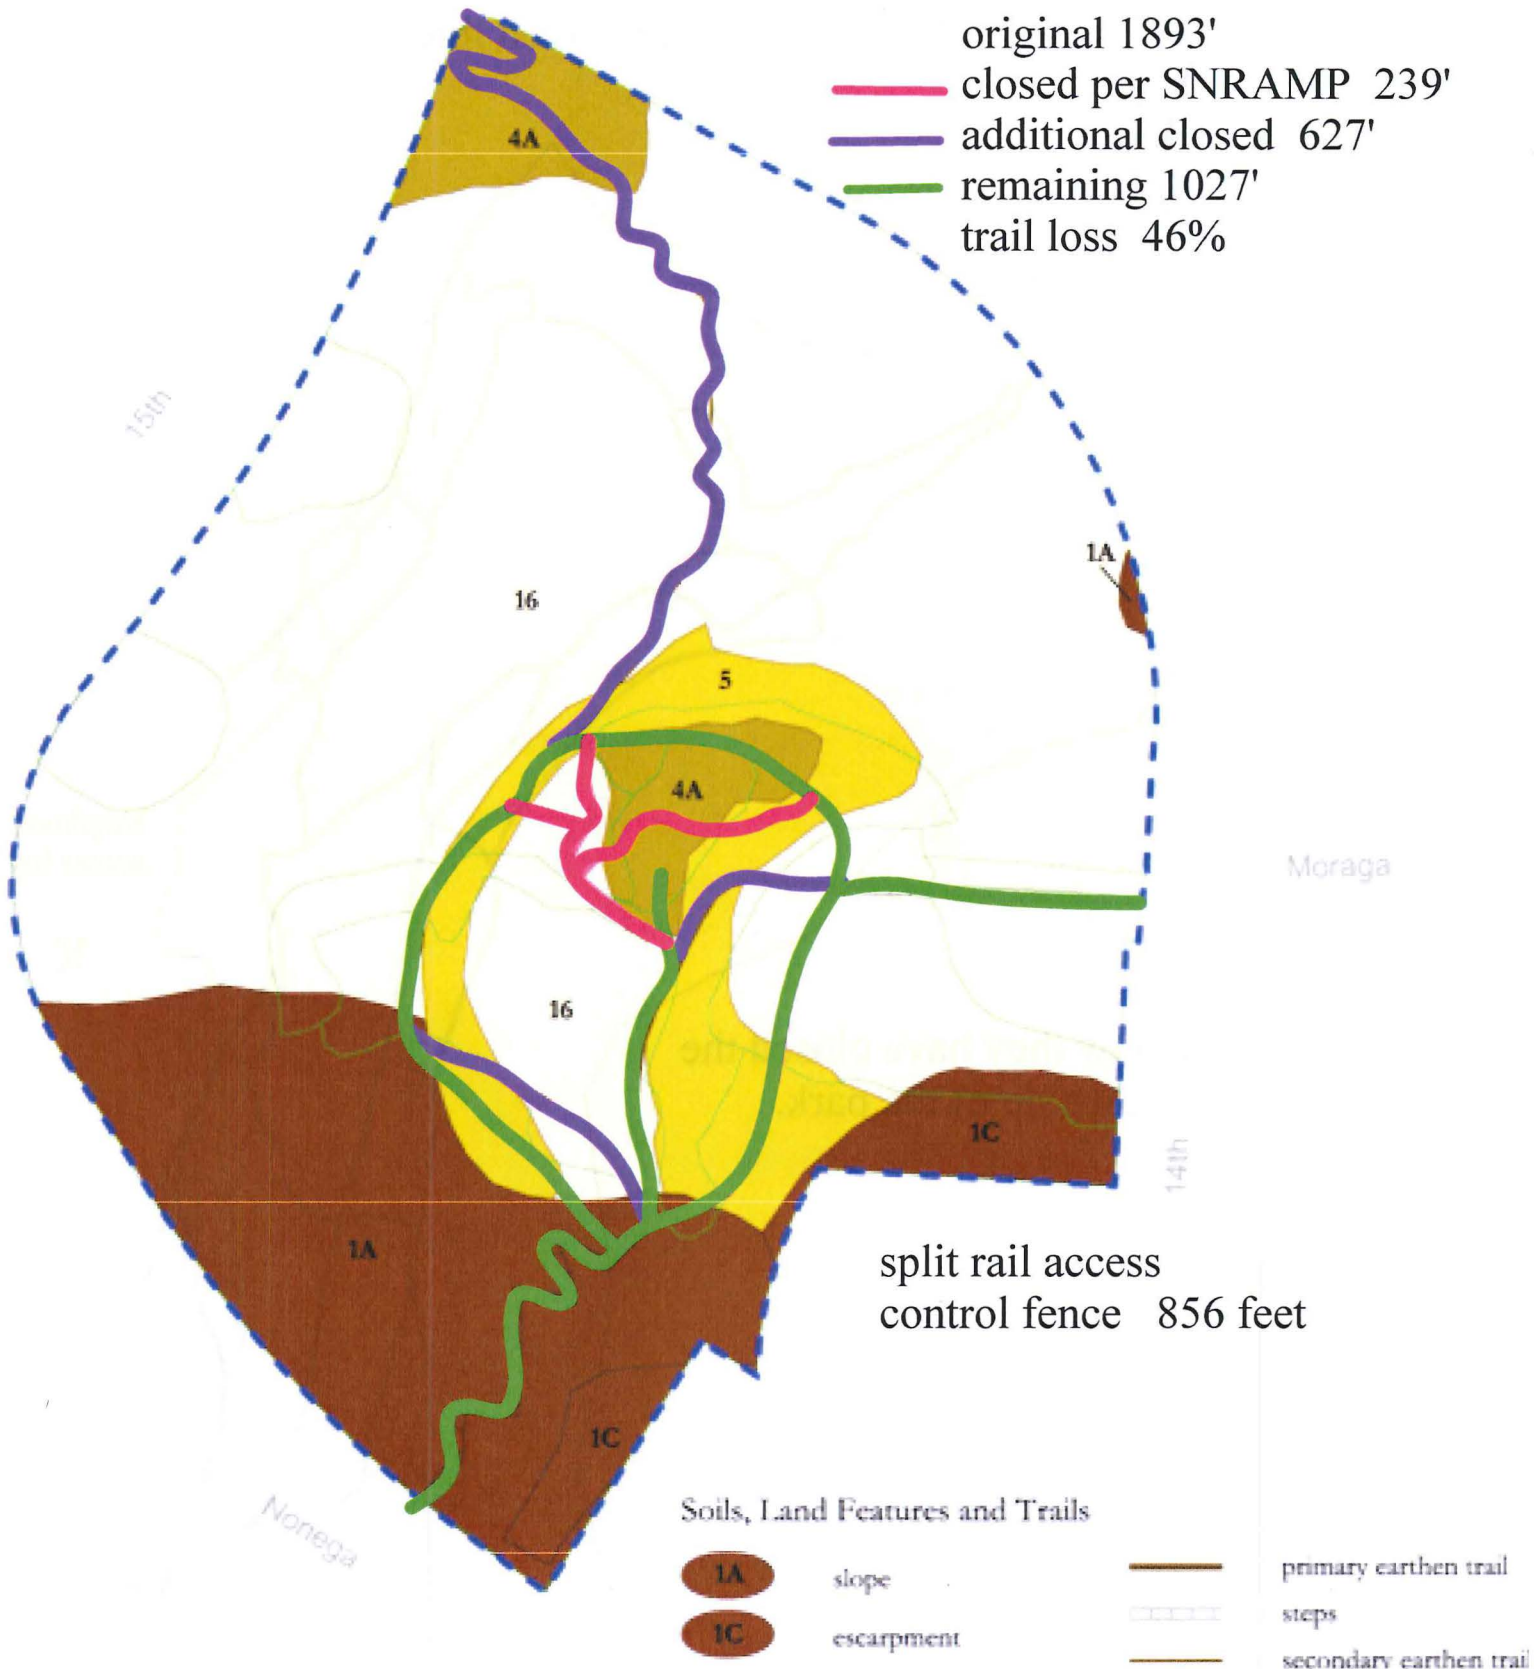 original 1893'
closed per SNRAMP 239'
additional closed 627'
remaining 1027'
trail loss 46%
4A
15th
16
1A
5
4A
Moraga
16
the
park
1C
14th
1A
split rail access
control fence 856 feet
1C
Noriega
Soils, Land Features and Trails
1A slope
primary earthen trail
steps
1C escarpment
secondary earthen trail